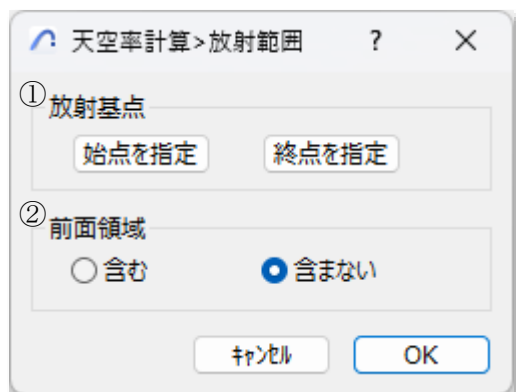 天空率計算>放射範囲 ? ×
①
放射基点
始点を指定 終点を指定
②
前面領域
含む 含まない
ｷｬﾝｾﾙ OK